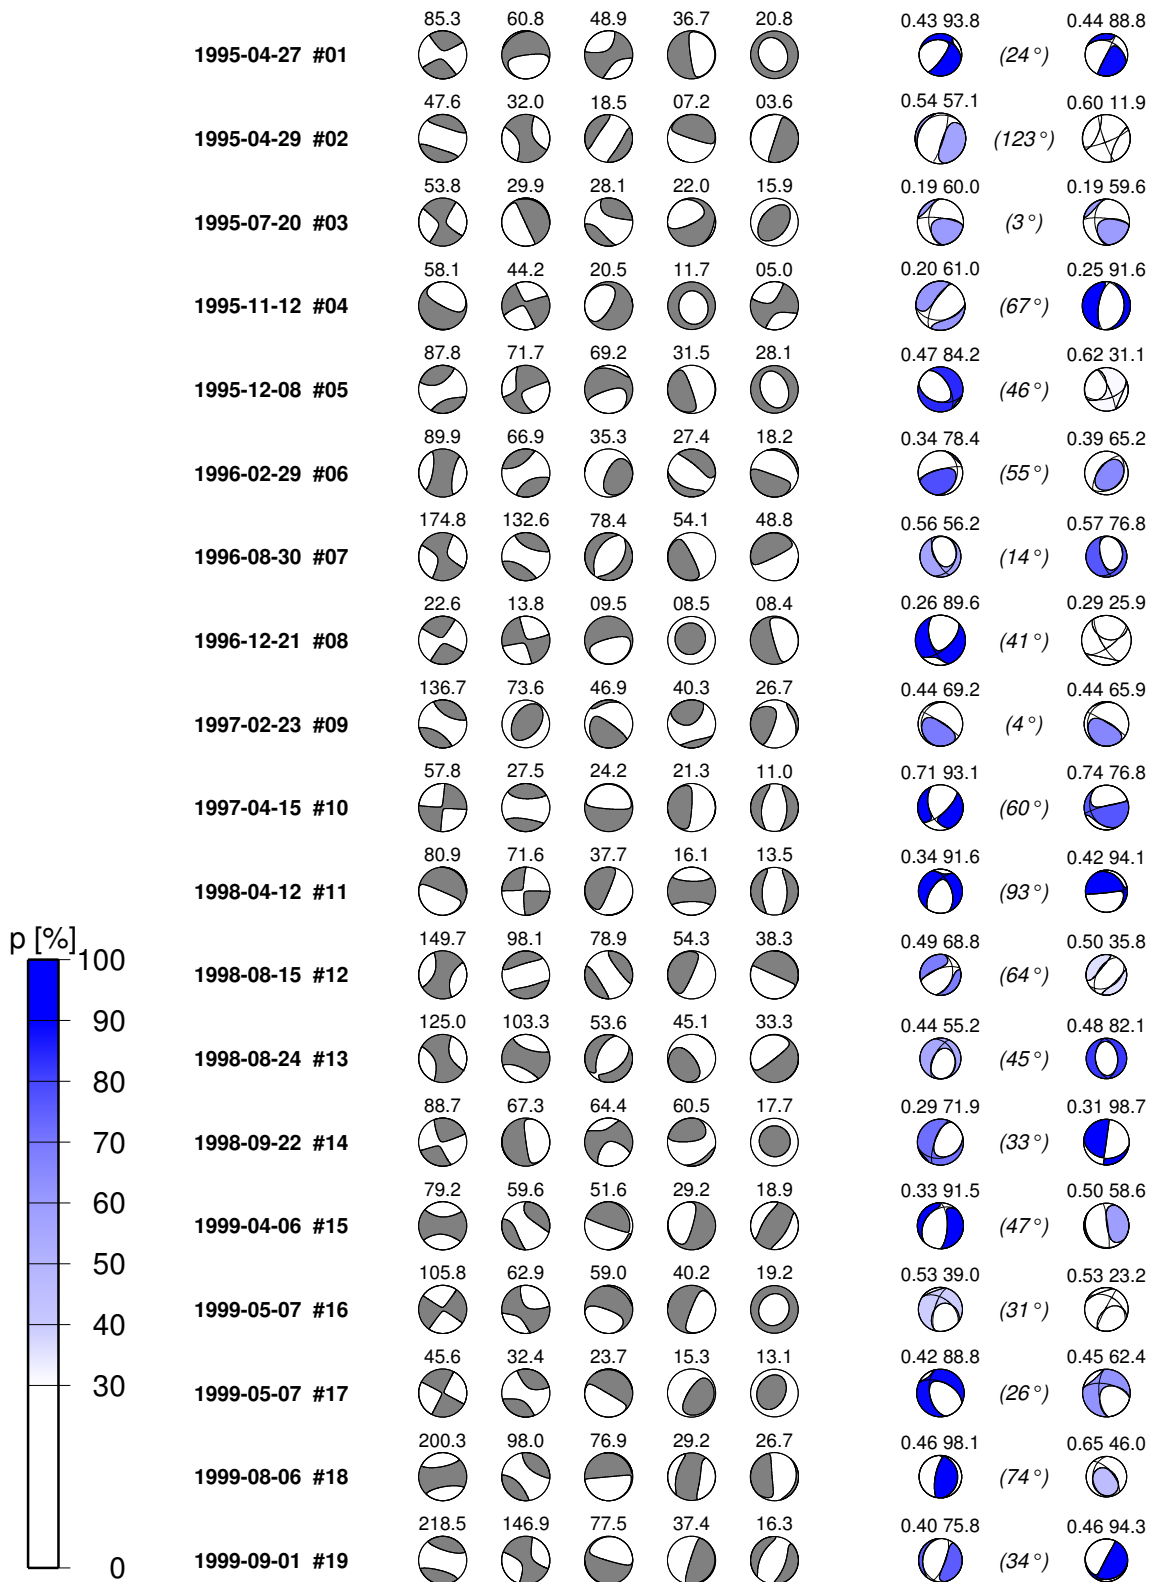 85.3 60.8 48.9 36.7 20.8 0.43 93.8 0.44 88.8
1995-04-27 #01 (24°)
47.6 32.0 18.5 07.2 03.6 0.54 57.1 0.60 11.9
1995-04-29 #02 (123°)
53.8 29.9 28.1 22.0 15.9 0.19 60.0 0.19 59.6
1995-07-20 #03 (3°)
58.1 44.2 20.5 11.7 05.0 0.20 61.0 0.25 91.6
1995-11-12 #04 (67°)
87.8 71.7 69.2 31.5 28.1 0.47 84.2 0.62 31.1
1995-12-08 #05 (46°)
89.9 66.9 35.3 27.4 18.2 0.34 78.4 0.39 65.2
1996-02-29 #06 (55°)
174.8 132.6 78.4 54.1 48.8 0.56 56.2 0.57 76.8
1996-08-30 #07 (14°)
22.6 13.8 09.5 08.5 08.4 0.26 89.6 0.29 25.9
1996-12-21 #08 (41°)
136.7 73.6 46.9 40.3 26.7 0.44 69.2 0.44 65.9
1997-02-23 #09 (4°)
57.8 27.5 24.2 21.3 11.0 0.71 93.1 0.74 76.8
1997-04-15 #10 (60°)
80.9 71.6 37.7 16.1 13.5 0.34 91.6 0.42 94.1
1998-04-12 #11 (93°)
149.7 98.1 78.9 54.3 38.3 0.49 68.8 0.50 35.8
1998-08-15 #12 (64°)
125.0 103.3 53.6 45.1 33.3 0.44 55.2 0.48 82.1
1998-08-24 #13 (45°)
88.7 67.3 64.4 60.5 17.7 0.29 71.9 0.31 98.7
1998-09-22 #14 (33°)
79.2 59.6 51.6 29.2 18.9 0.33 91.5 0.50 58.6
1999-04-06 #15 (47°)
105.8 62.9 59.0 40.2 19.2 0.53 39.0 0.53 23.2
1999-05-07 #16 (31°)
45.6 32.4 23.7 15.3 13.1 0.42 88.8 0.45 62.4
1999-05-07 #17 (26°)
200.3 98.0 76.9 29.2 26.7 0.46 98.1 0.65 46.0
1999-08-06 #18 (74°)
218.5 146.9 77.5 37.4 16.3 0.40 75.8 0.46 94.3
1999-09-01 #19 (34°)
p [%]
100
90
80
70
60
50
40
30
0